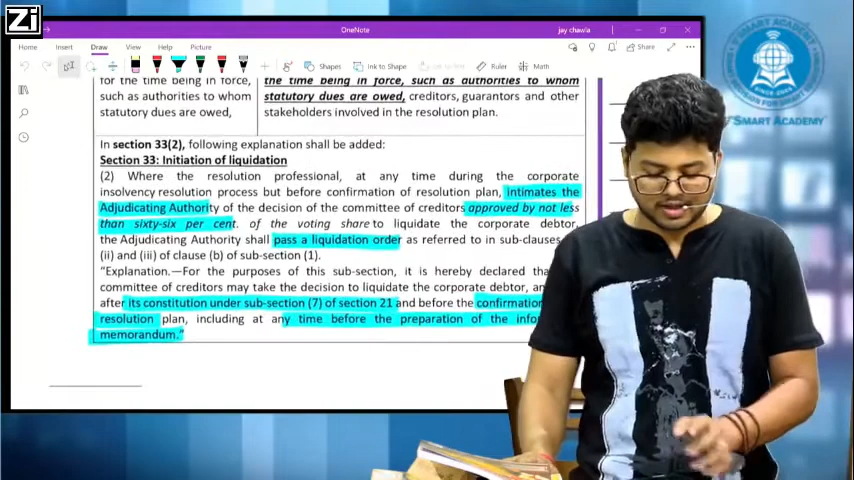 Zi
OneNote
jay chawla
Home Insert Draw View Help Picture
Share
Shapes Ink to Shape Ruler Math
for the time being in force,
such as authorities to whom
statutory dues are owed,
the time being in force, such as authorities to whom
statutory dues are owed, creditors, guarantors and other
stakeholders involved in the resolution plan.
In section 33(2), following explanation shall be added:
Section 33: Initiation of liquidation
(2) Where the resolution professional, at any time during the corporate
insolvency resolution process but before confirmation of resolution plan, intimates the
Adjudicating Authority of the decision of the committee of creditors approved by not less
than sixty-six per cent. of the voting share to liquidate the corporate debtor,
the Adjudicating Authority shall pass a liquidation order as referred to in sub-clauses
(ii) and (iii) of clause (b) of sub-section (1).
"Explanation.—For the purposes of this sub-section, it is hereby declared tha
committee of creditors may take the decision to liquidate the corporate debtor, an
after its constitution under sub-section (7) of section 21 and before the confirmation
resolution plan, including at any time before the preparation of the info
memorandum."
SMART ACADEMY